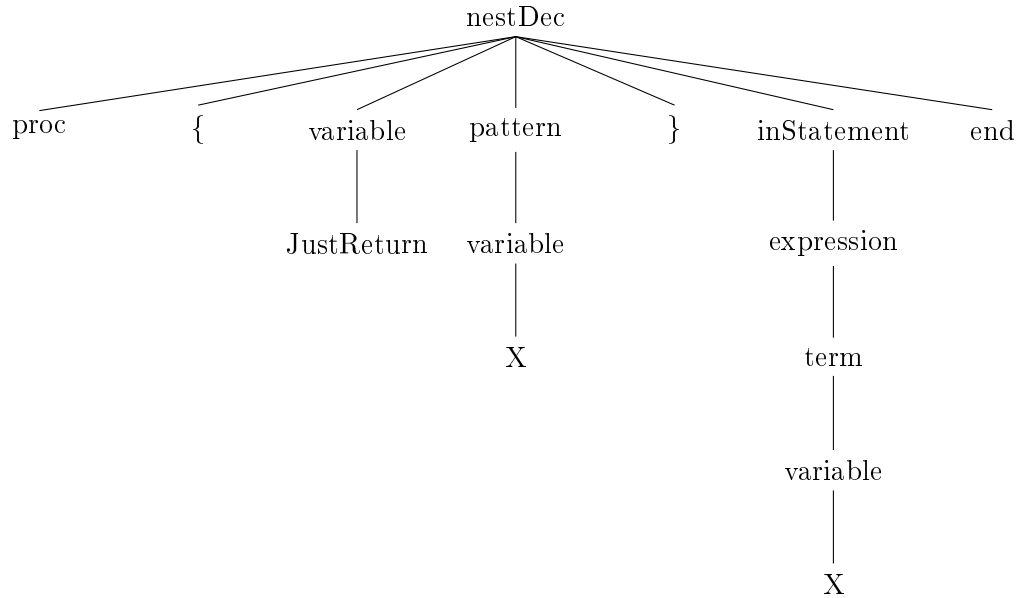 nestDec
proc { variable pattern } inStatement end
JustReturn variable expression
X term
variable
X